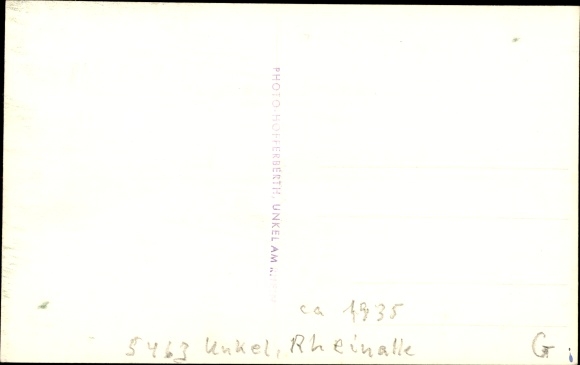 PHOTO-HOFFERBERTH, UNKEL AM
ca 1935
5463 Unkel, Rheinalle
G